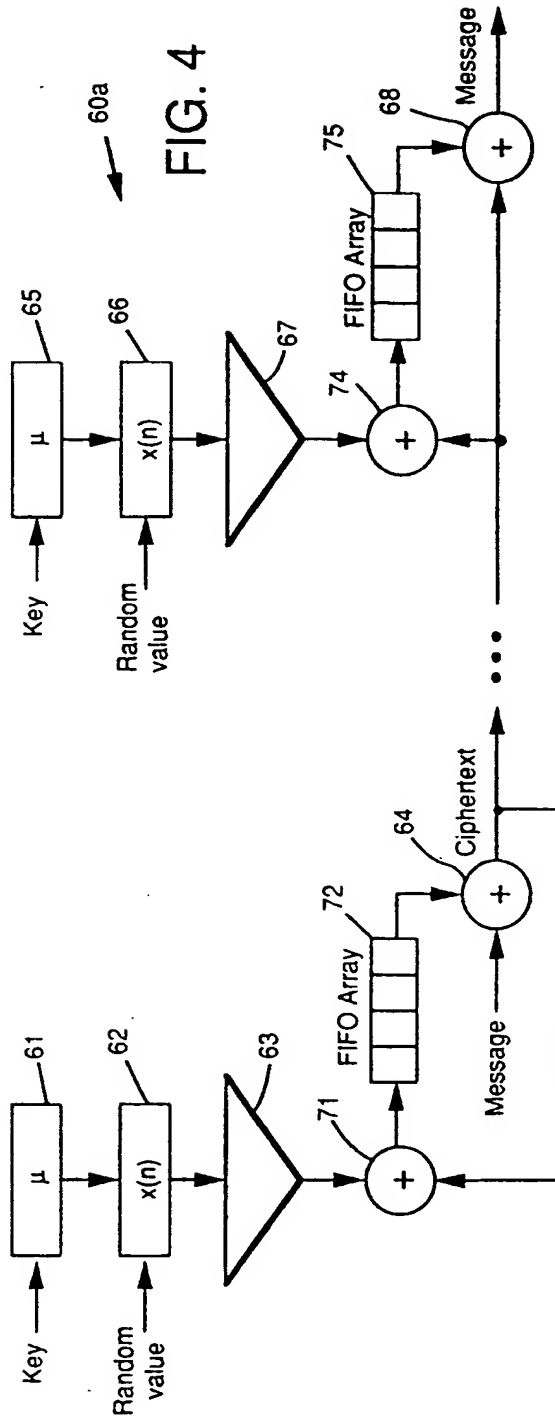 60a
FIG. 4
61
Key
μ
62
Random
value
x(n)
63
71
+
72
FIFO Array
Message
64
+
Ciphertext
65
Key
μ
66
Random
value
x(n)
67
74
+
75
FIFO Array
68
+
Message